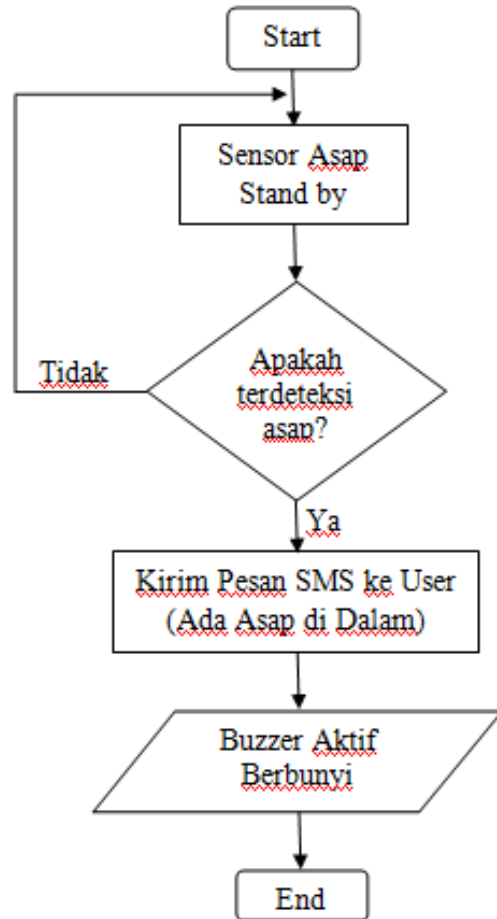 Start
Sensor Asap
Stand by
Apakah
terdeteksi
asap?
Tidak
Ya
Kirim Pesan SMS ke User
(Ada Asap di Dalam)
Buzzer Aktif
Berbunyi
End